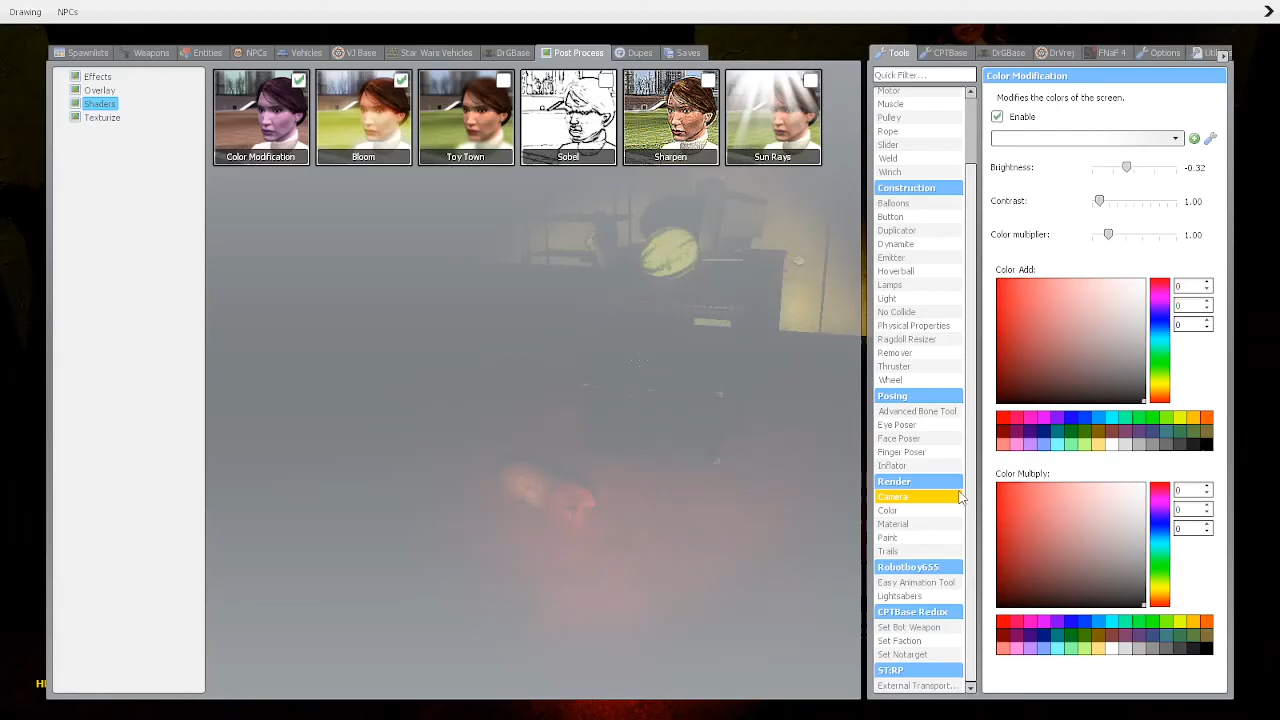 Drawing NPCs
Spawnlists Weapons Entities NPCs Vehicles VJ Base Star Wars Vehicles DrGBase Post Process Dupes Saves
Tools CPTBase DrGBase DrVrej FNaF 4 Options
Effects
Overlay
Shaders
Texturize
Color Modification
Bloom
Toy Town
Sobel
Sharpen
Sun Rays
Quick Filter...
Motor
Muscle
Pulley
Rope
Slider
Weld
Winch
Construction
Balloons
Button
Duplicator
Dynamite
Emitter
Hoverball
Lamps
Light
No Collide
Physical Properties
Ragdoll Resizer
Remover
Thruster
Wheel
Posing
Advanced Bone Tool
Eye Poser
Face Poser
Finger Poser
Inflator
Render
Camera
Color
Material
Paint
Trails
Robotboy655
Easy Animation Tool
Lightsabers
CPTBase Redux
Set Bot Weapon
Set Faction
Set Notarget
ST:RP
External Transport...
Color Modification
Modifies the colors of the screen.
Enable
Brightness: -0.32
Contrast: 1.00
Color multiplier: 1.00
Color Add:
0
0
0
Color Multiply:
0
0
0